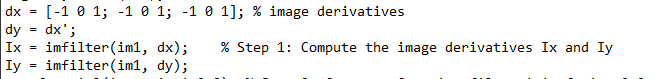 dx = [-1 0 1; -1 0 1; -1 0 1]; % image derivatives
dy = dx';
Ix = imfilter(im1, dx);    % Step 1: Compute the image derivatives Ix and Iy
Iy = imfilter(im1, dy);